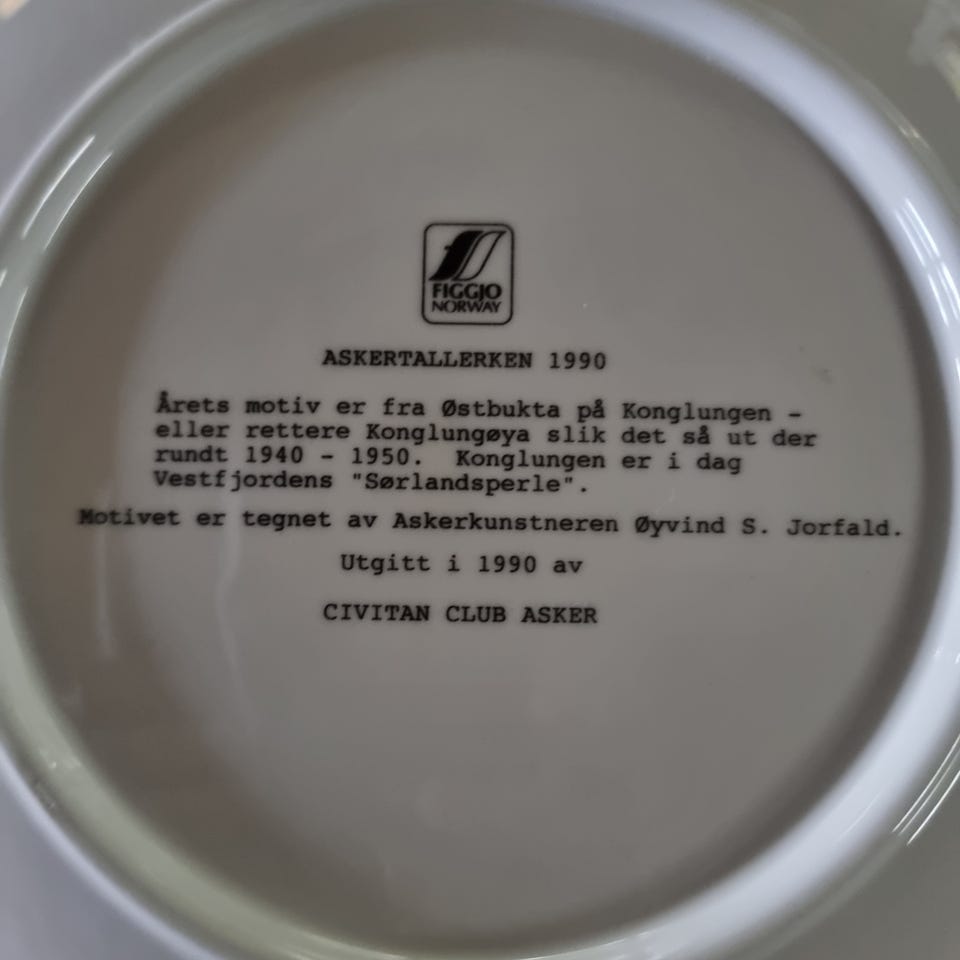 FIGGJO
NORWAY
ASKERTALLERKEN 1990
Årets motiv er fra Østbukta på Konglungen -
eller rettere Konglungøya slik det så ut der
rundt 1940 - 1950. Konglungen er i dag
Vestfjordens "Sørlandsperle".
Motivet er tegnet av Askerkunstneren Øyvind S. Jorfald.
Utgitt i 1990 av
CIVITAN CLUB ASKER